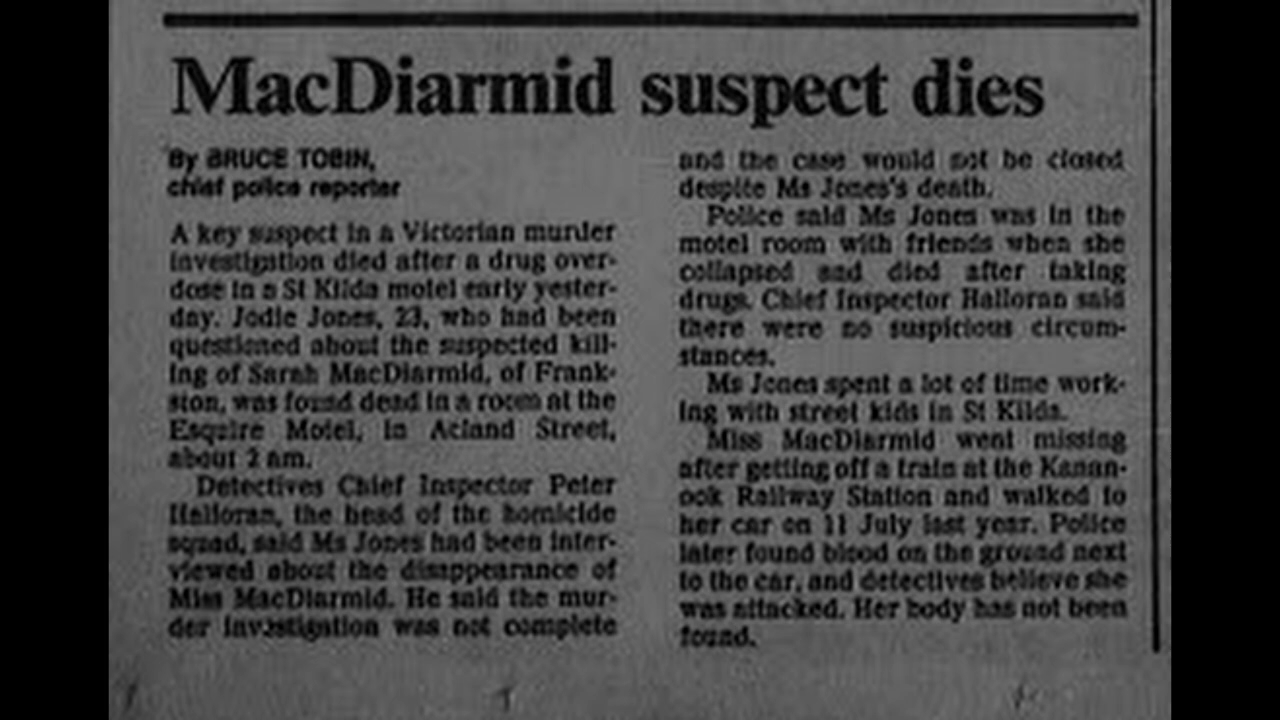 MacDiarmid suspect dies
By BRUCE TOBIN,
chief police reporter
A key suspect in a Victorian murder
investigation died after a drug over-
dose in a St Kilda motel early yester-
day. Jodie Jones, 23, who had been
questioned about the suspected kill-
ing of Sarah MacDiarmid, of Frank-
ston, was found dead in a room at the
Esquire Motel, in Acland Street,
about 2 am.
Detectives Chief Inspector Peter
Halloran, the head of the homicide
squad, said Ms Jones had been inter-
viewed about the disappearance of
Miss MacDiarmid. He said the mur-
der investigation was not complete
and the case would not be closed
despite Ms Jones's death.
Police said Ms Jones was in the
motel room with friends when she
collapsed and died after taking
drugs. Chief Inspector Halloran said
there were no suspicious circum-
stances.
Ms Jones spent a lot of time work-
ing with street kids in St Kilda.
Miss MacDiarmid went missing
after getting off a train at the Kanan-
ook Railway Station and walked to
her car on 11 July last year. Police
later found blood on the ground next
to the car, and detectives believe she
was attacked. Her body has not been
found.